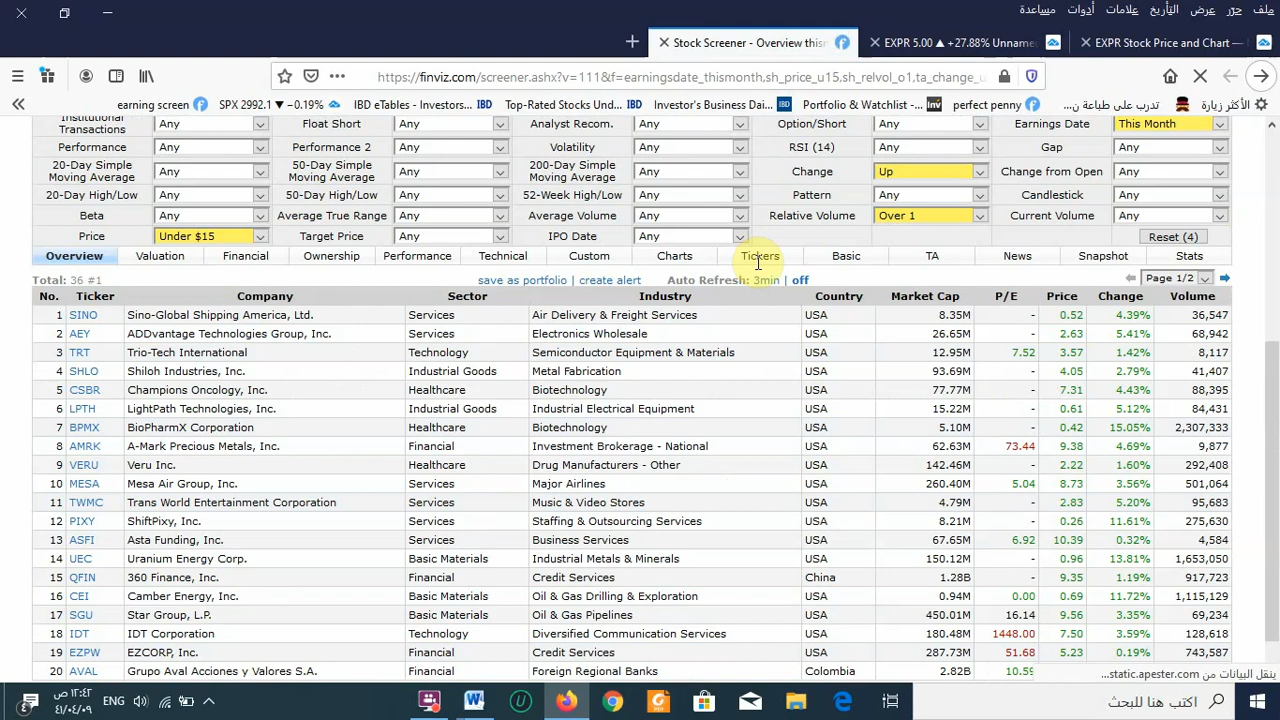 ملف حرّر عرض التأريخ علامات أدوات مساعدة
Stock Screener - Overview this
EXPR 5.00 ▲ +27.88% Unname
EXPR Stock Price and Chart —
https://finviz.com/screener.ashx?v=111&f=earningsdate_thismonth,sh_price_u15,sh_relvol_o1,ta_change_u
earning screen
SPX 2992.1 ▼ −0.19%
IBD eTables - Investors...
IBD
Top-Rated Stocks Und...
IBD
Investor's Business Dai...
IBD
Portfolio & Watchlist -...
Inv
perfect penny
تدرب على طباعة ن...
الأكثر زيارة
Institutional Transactions Any Float Short Any Analyst Recom. Any Option/Short Any Earnings Date This Month
Performance Any Performance 2 Any Volatility Any RSI (14) Any Gap Any
20-Day Simple Moving Average Any 50-Day Simple Moving Average Any 200-Day Simple Moving Average Any Change Up Change from Open Any
20-Day High/Low Any 50-Day High/Low Any 52-Week High/Low Any Pattern Any Candlestick Any
Beta Any Average True Range Any Average Volume Any Relative Volume Over 1 Current Volume Any
Price Under $15 Target Price Any IPO Date Any Reset (4)
Overview Valuation Financial Ownership Performance Technical Custom Charts Tickers Basic TA News Snapshot Stats
Total: 36 #1 save as portfolio | create alert Auto Refresh: 3min | off Page 1/2
No. Ticker Company Sector Industry Country Market Cap P/E Price Change Volume
1 SINO Sino-Global Shipping America, Ltd. Services Air Delivery & Freight Services USA 8.35M - 0.52 4.39% 36,547
2 AEY ADDvantage Technologies Group, Inc. Services Electronics Wholesale USA 26.65M - 2.63 5.41% 68,942
3 TRT Trio-Tech International Technology Semiconductor Equipment & Materials USA 12.95M 7.52 3.57 1.42% 8,117
4 SHLO Shiloh Industries, Inc. Industrial Goods Metal Fabrication USA 93.69M - 4.05 2.79% 41,407
5 CSBR Champions Oncology, Inc. Healthcare Biotechnology USA 77.77M - 7.31 4.43% 88,395
6 LPTH LightPath Technologies, Inc. Industrial Goods Industrial Electrical Equipment USA 15.22M - 0.61 5.12% 84,431
7 BPMX BioPharmX Corporation Healthcare Biotechnology USA 5.10M - 0.42 15.05% 2,307,333
8 AMRK A-Mark Precious Metals, Inc. Financial Investment Brokerage - National USA 62.63M 73.44 9.38 4.69% 9,877
9 VERU Veru Inc. Healthcare Drug Manufacturers - Other USA 142.46M - 2.22 1.60% 292,408
10 MESA Mesa Air Group, Inc. Services Major Airlines USA 260.40M 5.04 8.73 3.56% 501,064
11 TWMC Trans World Entertainment Corporation Services Music & Video Stores USA 4.79M - 2.83 5.20% 95,683
12 PIXY ShiftPixy, Inc. Services Staffing & Outsourcing Services USA 8.21M - 0.26 11.61% 275,630
13 ASFI Asta Funding, Inc. Services Business Services USA 67.65M 6.92 10.39 0.32% 4,584
14 UEC Uranium Energy Corp. Basic Materials Industrial Metals & Minerals USA 150.12M - 0.96 13.81% 1,653,050
15 QFIN 360 Finance, Inc. Financial Credit Services China 1.28B - 9.35 1.19% 917,723
16 CEI Camber Energy, Inc. Basic Materials Oil & Gas Drilling & Exploration USA 0.94M 0.00 0.69 11.72% 1,115,129
17 SGU Star Group, L.P. Basic Materials Oil & Gas Pipelines USA 450.01M 16.14 9.56 3.35% 69,234
18 IDT IDT Corporation Technology Diversified Communication Services USA 180.48M 1448.00 7.50 3.59% 128,618
19 EZPW EZCORP, Inc. Financial Credit Services USA 287.73M 51.68 5.23 0.19% 743,587
20 AVAL Grupo Aval Acciones y Valores S.A. Financial Foreign Regional Banks Colombia 2.82B 10.59
ينقل البيانات من static.apester.com...
١٢:٤٢ ص
ENG
اكتب هنا للبحث